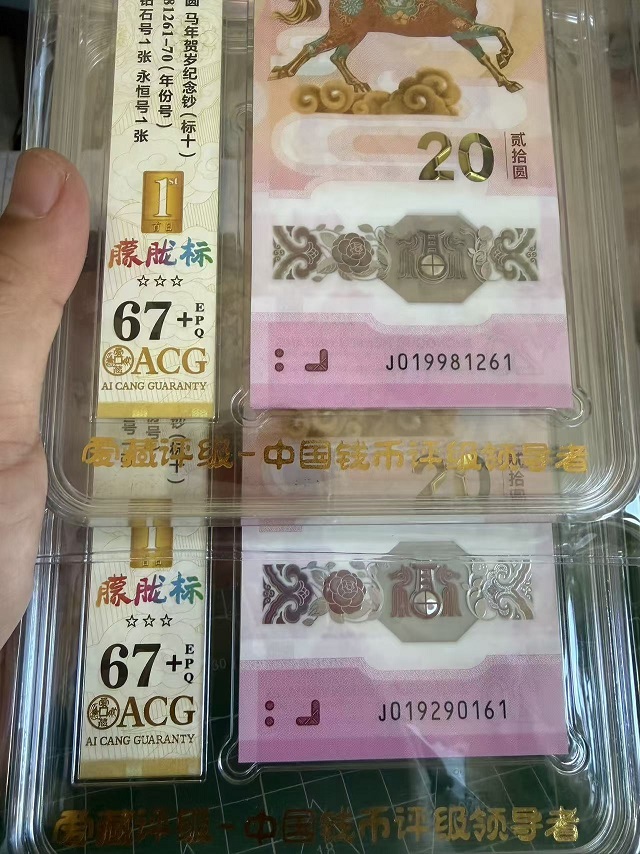 圆 马年贺岁纪念钞（标十）
81261-70（年份号）
钻石号1张 永恒号1张
1st
首日
朦胧标
☆☆☆
67+EPQ
ACG
AI CANG GUARANTY
20
贰拾圆
J019981261
爱藏评级-中国钱币评级领导者
1
朦胧标
☆☆☆
67+EPQ
ACG
AI CANG GUARANTY
20
J019290161
爱藏评级-中国钱币评级领导者